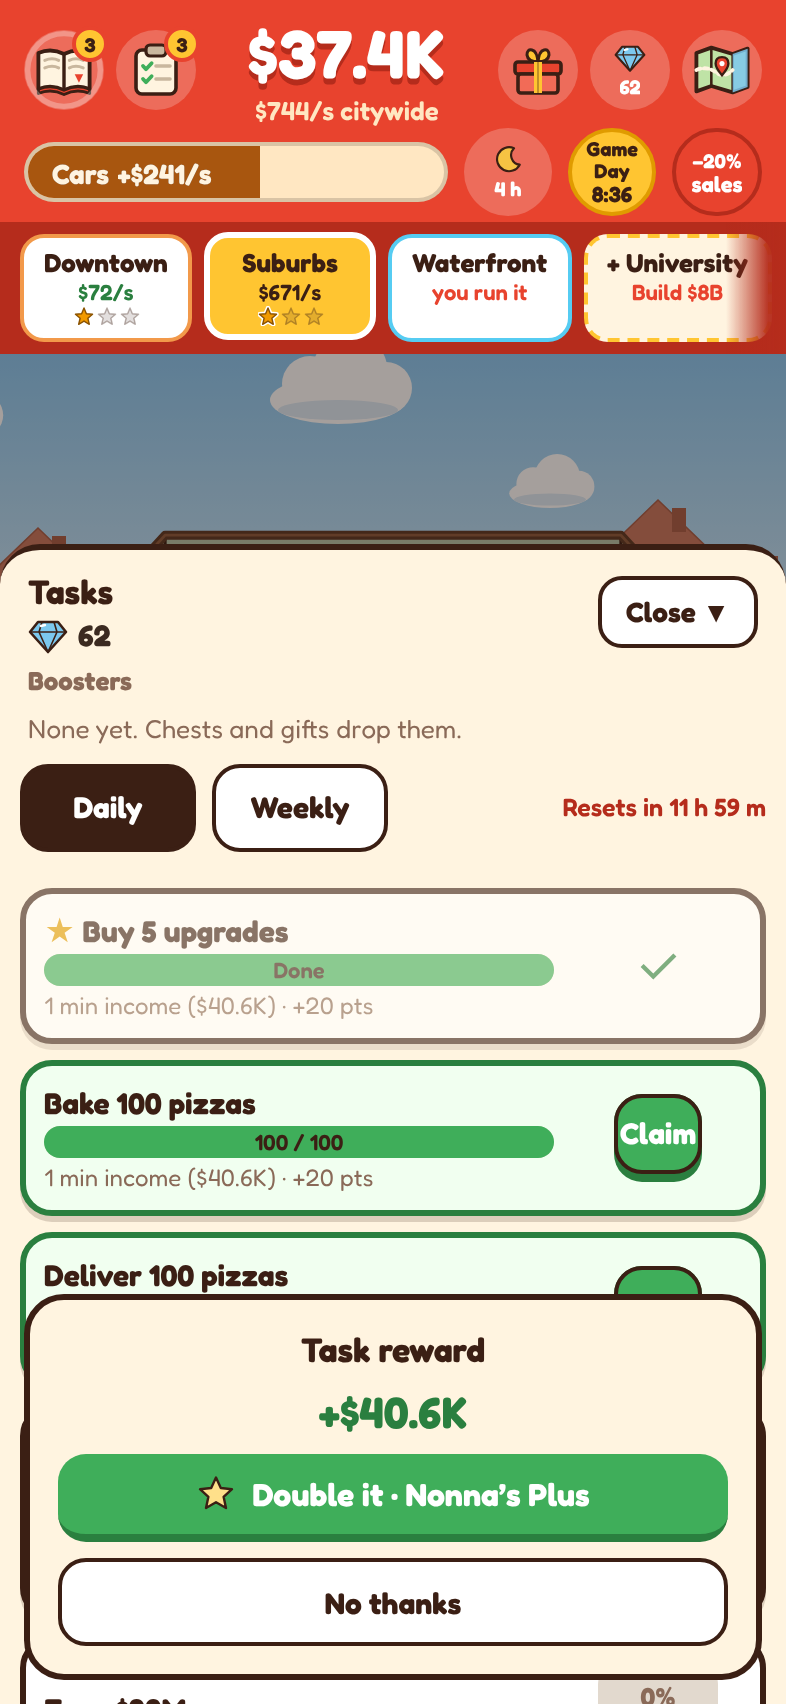 3
3
$37.4K
$744/s citywide
62
Cars +$241/s
4 h
Game
Day
8:36
-20%
sales
Downtown
$72/s
Suburbs
$671/s
Waterfront
you run it
+ University
Build $8B
Tasks
62
Close ▼
Boosters
None yet. Chests and gifts drop them.
Daily
Weekly
Resets in 11 h 59 m
Buy 5 upgrades
Done
1 min income ($40.6K) · +20 pts
Bake 100 pizzas
100 / 100
Claim
1 min income ($40.6K) · +20 pts
Deliver 100 pizzas
Task reward
+$40.6K
Double it · Nonna's Plus
No thanks
0%